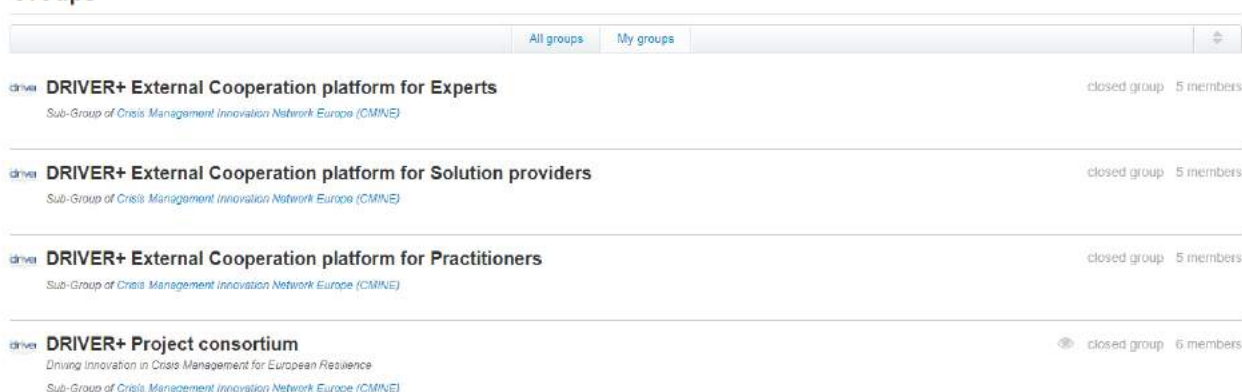 All groups My groups
driver DRIVER+ External Cooperation platform for Experts closed group 5 members
Sub-Group of Crisis Management Innovation Network Europe (CMINE)
driver DRIVER+ External Cooperation platform for Solution providers closed group 5 members
Sub-Group of Crisis Management Innovation Network Europe (CMINE)
driver DRIVER+ External Cooperation platform for Practitioners closed group 5 members
Sub-Group of Crisis Management Innovation Network Europe (CMINE)
driver DRIVER+ Project consortium closed group 6 members
Driving Innovation in Crisis Management for European Resilience
Sub-Group of Crisis Management Innovation Network Europe (CMINE)